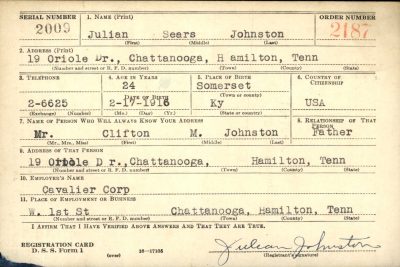 SERIAL NUMBER 1. NAME (Print) ORDER NUMBER
2009 Julian Sears Johnston 2187
(First) (Middle) (Last)
2. ADDRESS (Print)
19 Oriole Dr., Chattanooga, H amilton, Tenn
(Number and street or R. F. D. number) (Town) (County) (State)
3. TELEPHONE 4. AGE IN YEARS 5. PLACE OF BIRTH 6. COUNTRY OF CITIZENSHIP
24 Somerset
DATE OF BIRTH (Town or county)
2-6625 2-17-1916 Ky USA
(Exchange) (Number) (Mo.) (Day) (Yr.) (State or country)
7. NAME OF PERSON WHO WILL ALWAYS KNOW YOUR ADDRESS 8. RELATIONSHIP OF THAT PERSON
Mr. Clifton M. Johnston Father
(Mr., Mrs., Miss) (First) (Middle) (Last)
9. ADDRESS OF THAT PERSON
19 Oriole D r.,Chattanooga, Hamilton, Tenn
(Number and street or R. F. D. number) (Town) (County) (State)
10. EMPLOYER'S NAME
Cavalier Corp
11. PLACE OF EMPLOYMENT OR BUSINESS
W. 1st St Chattanooga, Hamilton, Tenn
(Number and street or R. F. D. number) (Town) (County) (State)
I AFFIRM THAT I HAVE VERIFIED ABOVE ANSWERS AND THAT THEY ARE TRUE.
REGISTRATION CARD
D. S. S. Form 1 (over) 16-17105 Julian Johnston
(Registrant's signature)